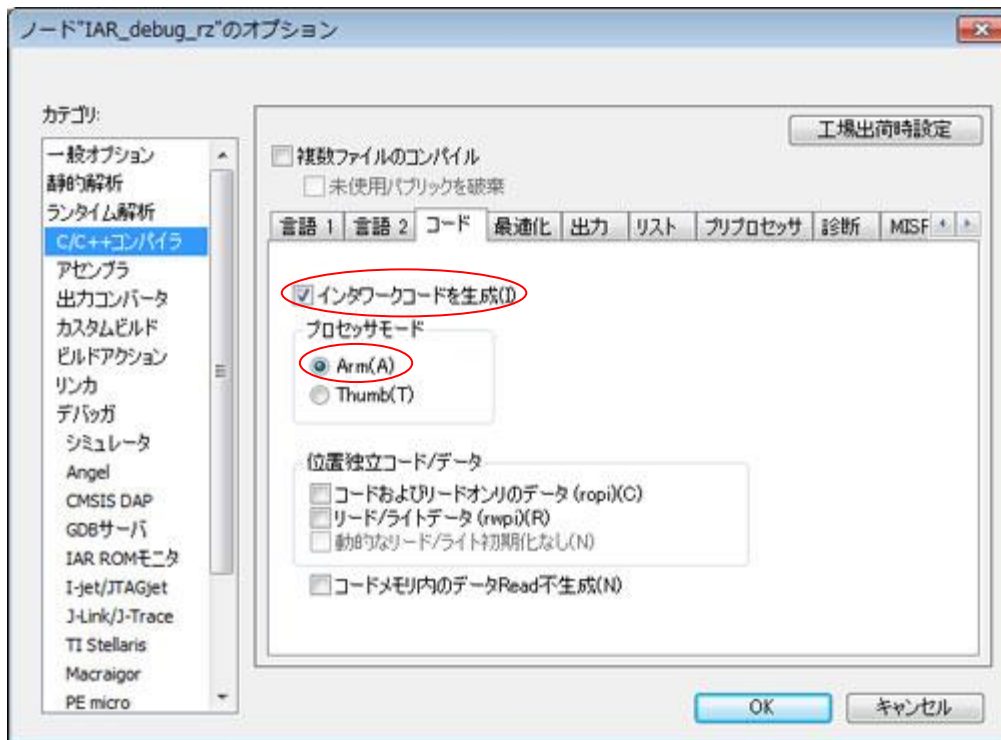 ノード"IAR_debug_rz"のオプション
カテゴリ:
一般オプション
静的解析
ランタイム解析
C/C++コンパイラ
アセンブラ
出力コンバータ
カスタムビルド
ビルドアクション
リンカ
デバッガ
シミュレータ
Angel
CMSIS DAP
GDBサーバ
IAR ROMモニタ
I-jet/JTAGjet
J-Link/J-Trace
TI Stellaris
Macraigor
PE micro
工場出荷時設定
複数ファイルのコンパイル
未使用パブリックを破棄
言語 1 言語 2 コード 最適化 出力 リスト プリプロセッサ 診断 MISF
インタワークコードを生成(I)
プロセッサモード
Arm(A)
Thumb(T)
位置独立コード/データ
コードおよびリードオンリのデータ (ropi)(C)
リード/ライトデータ (rwpi)(R)
動的なリード/ライト初期化なし(N)
コードメモリ内のデータRead不生成(N)
OK キャンセル